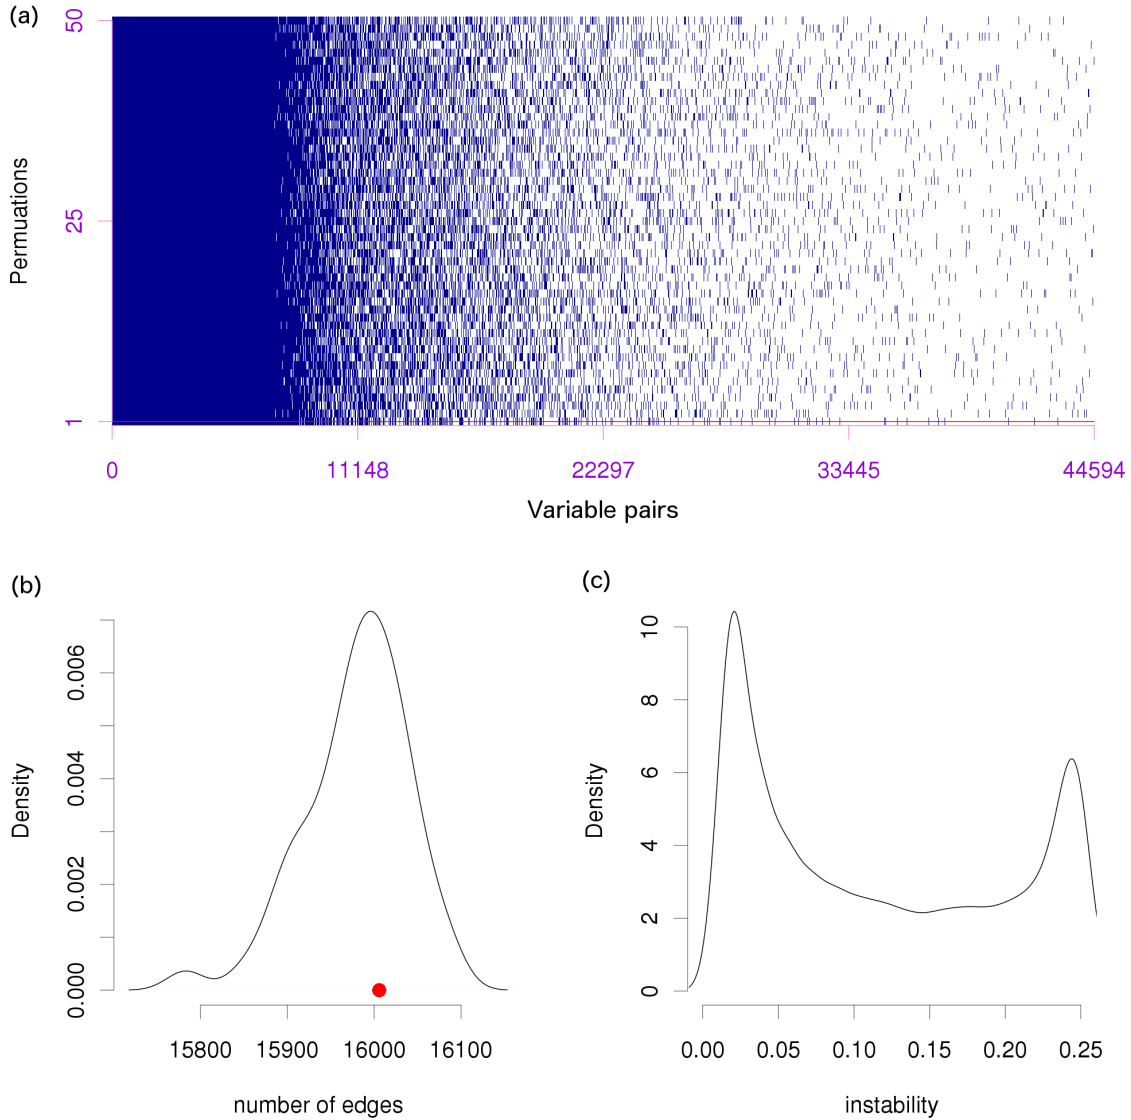 (a)
50
25
1
Permuations
0 11148 22297 33445 44594
Variable pairs
(b)
0.006
0.004
0.002
0.000
Density
15800 15900 16000 16100
number of edges
(c)
10
8
6
4
2
0
Density
0.00 0.05 0.10 0.15 0.20 0.25
instability